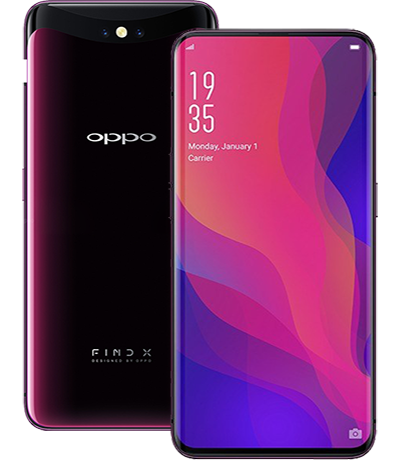 oppo
FIND X
DESIGNED BY OPPO
19
35
Monday, January 1
Carrier